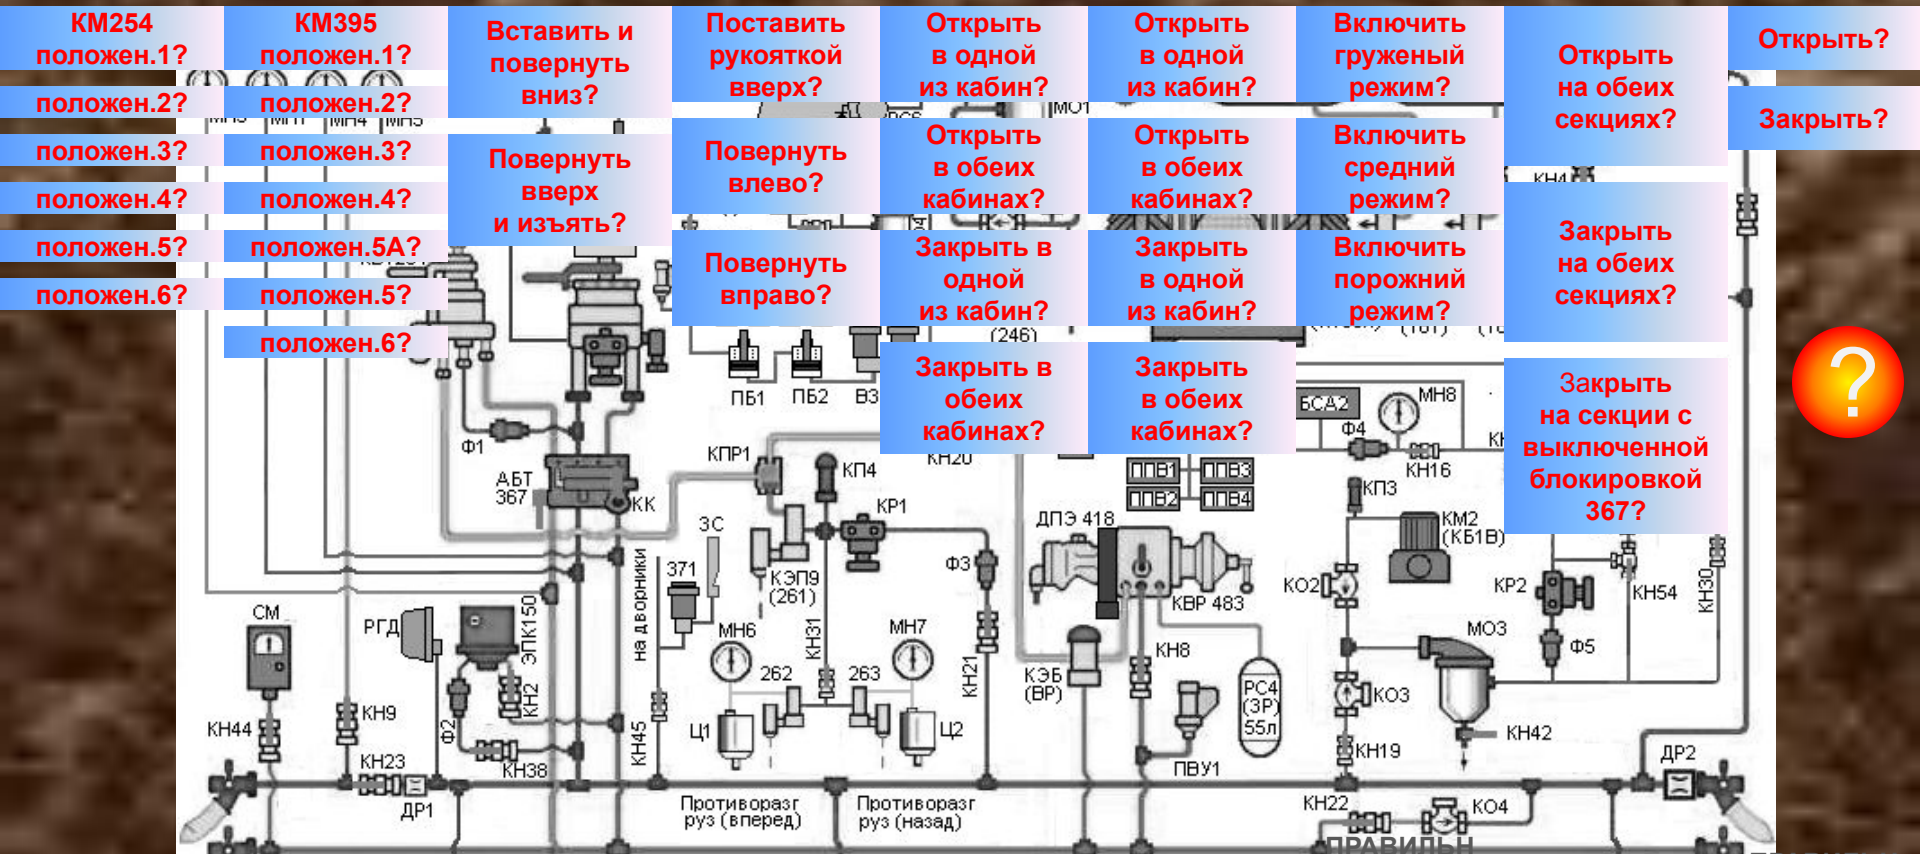 КМ254
положен.1?
положен.2?
положен.3?
положен.4?
положен.5?
положен.6?
КМ395
положен.1?
положен.2?
положен.3?
положен.4?
положен.5А?
положен.5?
положен.6?
Вставить и
повернуть
вниз?
Повернуть
вверх
и изъять?
Поставить
рукояткой
вверх?
Повернуть
влево?
Повернуть
вправо?
Открыть
в одной
из кабин?
Открыть
в обеих
кабинах?
Закрыть в
одной
из кабин?
Закрыть в
обеих
кабинах?
Открыть
в одной
из кабин?
Открыть
в обеих
кабинах?
Закрыть
в одной
из кабин?
Закрыть
в обеих
кабинах?
Включить
груженый
режим?
Включить
средний
режим?
Включить
порожний
режим?
Открыть
на обеих
секциях?
Закрыть
на обеих
секциях?
Закрыть
на секции с
выключенной
блокировкой
367?
Открыть?
Закрыть?
?
МО1
КН4
(246)
ПБ1
ПБ2
В3
БСА2
МН8
Ф4
КН16
Ф1
КПР1
КП4
КН20
АБТ
367
КК
КР1
ЗС
371
на дворники
КЭП9
(261)
КН31
Ф3
КН21
ППВ1
ППВ3
ППВ2
ППВ4
ДПЭ 418
КВР 483
КП3
КМ2
(КБ1В)
КО2
КР2
КН54
КН30
СМ
РГД
ЭПК150
КН2
МН6
МН7
262
263
Ц1
Ц2
КЭБ
(ВР)
КН8
РС4
(ЗР)
55л
МО3
Ф5
КО3
КН42
КН19
КН44
КН9
Ф2
КН45
КН23
КН38
ДР1
ПВУ1
ДР2
Противоразг
руз (вперед)
Противоразг
руз (назад)
КН22
КО4
ПРАВИЛЬН